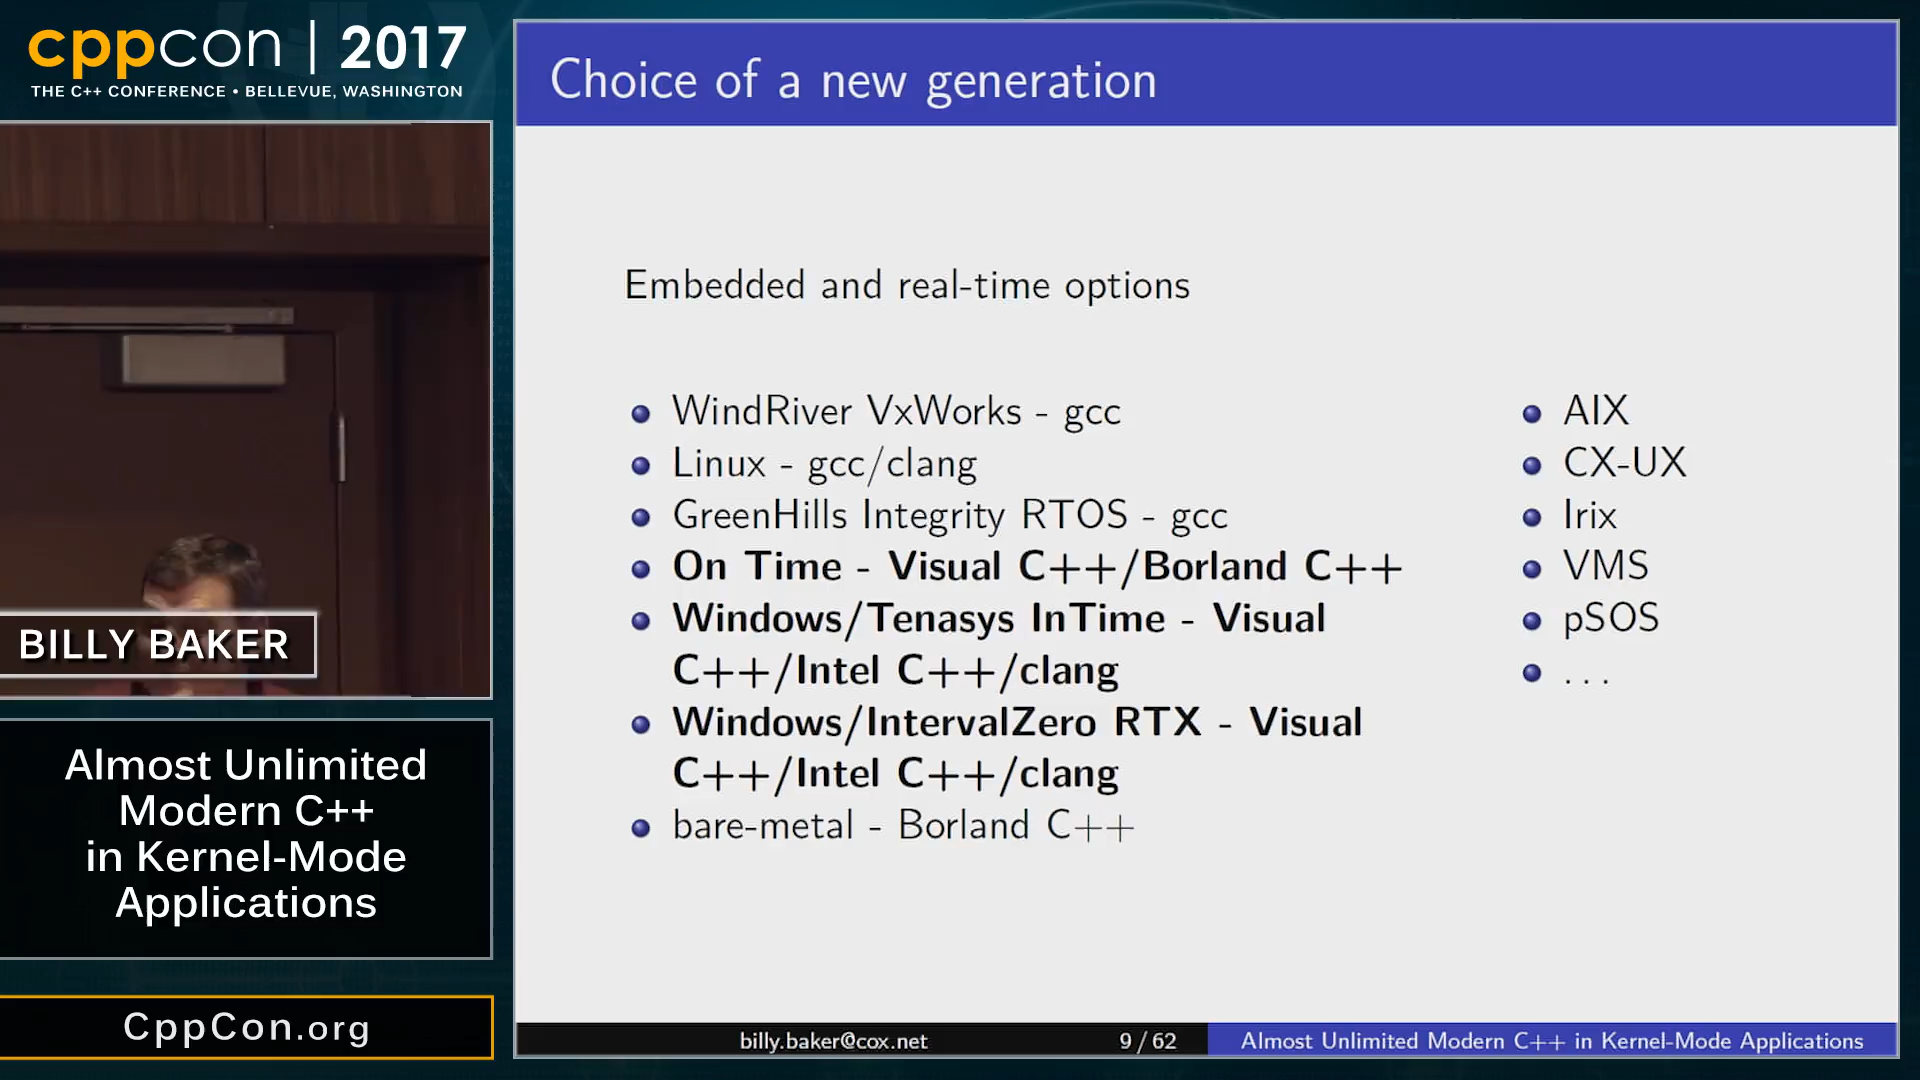 cppcon | 2017
THE C++ CONFERENCE • BELLEVUE, WASHINGTON
BILLY BAKER
Almost Unlimited
Modern C++
in Kernel-Mode
Applications
CppCon.org
Choice of a new generation
Embedded and real-time options
WindRiver VxWorks - gcc
Linux - gcc/clang
GreenHills Integrity RTOS - gcc
On Time - Visual C++/Borland C++
Windows/Tenasys InTime - Visual
C++/Intel C++/clang
Windows/IntervalZero RTX - Visual
C++/Intel C++/clang
bare-metal - Borland C++
AIX
CX-UX
Irix
VMS
pSOS
...
billy.baker@cox.net
9 / 62
Almost Unlimited Modern C++ in Kernel-Mode Applications